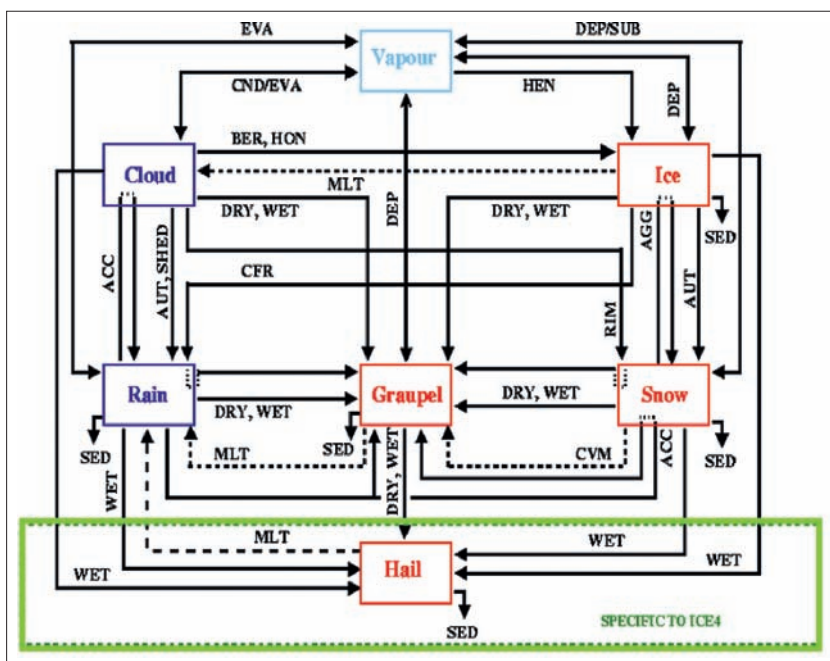 EVA
DEP/SUB
Vapour
CND/EVA
HEN
DEP
BER, HON
Cloud
Ice
MLT
DRY, WET
DEP
DRY, WET
SED
ACC
AUT, SHED
CFR
AGG
AUT
RIM
Rain
Graupel
Snow
DRY, WET
DRY, WET
SED
SED
SED
MLT
CVM
ACC
WET
DRY, WET
MLT
WET
WET
Hail
WET
SED
SPECIFIC TO ICE4